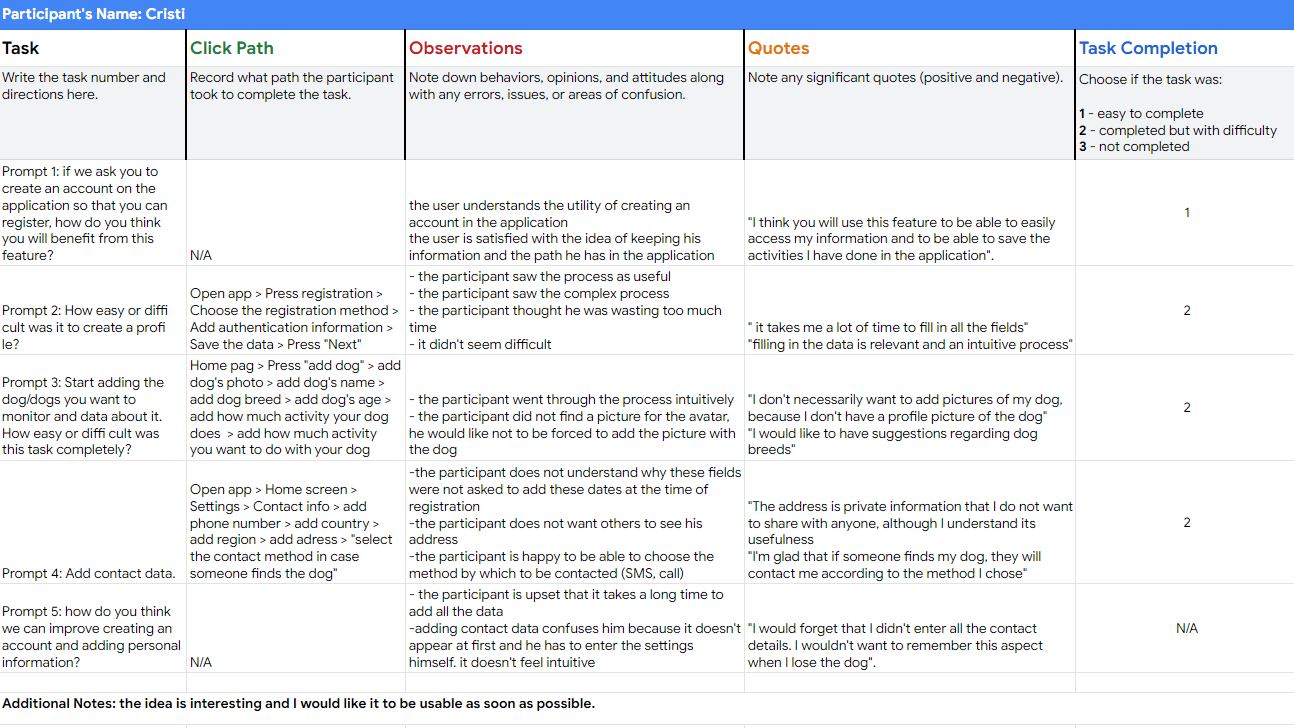 Participant's Name: Cristi
Task
Click Path
Observations
Quotes
Task Completion
Write the task number and
directions here.
Record what path the participant
took to complete the task.
Note down behaviors, opinions, and attitudes along
with any errors, issues, or areas of confusion.
Note any significant quotes (positive and negative).
Choose if the task was:
1 - easy to complete
2 - completed but with difficulty
3 - not completed
Prompt 1: if we ask you to
create an account on the
application so that you can
register, how do you think
you will benefit from this
feature?
N/A
the user understands the utility of creating an
account in the application
the user is satisfied with the idea of keeping his
information and the path he has in the application
"I think you will use this feature to be able to easily
access my information and to be able to save the
activities I have done in the application".
1
Prompt 2: How easy or diffi
cult was it to create a profi
le?
Open app > Press registration >
Choose the registration method >
Add authentication information >
Save the data > Press "Next"
- the participant saw the process as useful
- the participant saw the complex process
- the participant thought he was wasting too much
time
- it didn't seem difficult
" it takes me a lot of time to fill in all the fields"
"filling in the data is relevant and an intuitive process"
2
Prompt 3: Start adding the
dog/dogs you want to
monitor and data about it.
How easy or diffi cult was
this task completely?
Home pag > Press "add dog" > add
dog's photo > add dog's name >
add dog breed > add dog's age >
add how much activity your dog
does > add how much activity
you want to do with your dog
- the participant went through the process intuitively
- the participant did not find a picture for the avatar,
he would like not to be forced to add the picture with
the dog
"I don't necessarily want to add pictures of my dog,
because I don't have a profile picture of the dog"
"I would like to have suggestions regarding dog
breeds"
2
Prompt 4: Add contact data.
Open app > Home screen >
Settings > Contact info > add
phone number > add country >
add region > add adress > "select
the contact method in case
someone finds the dog"
-the participant does not understand why these fields
were not asked to add these dates at the time of
registration
-the participant does not want others to see his
address
-the participant is happy to be able to choose the
method by which to be contacted (SMS, call)
"The address is private information that I do not want
to share with anyone, although I understand its
usefulness
"I'm glad that if someone finds my dog, they will
contact me according to the method I chose"
2
Prompt 5: how do you think
we can improve creating an
account and adding personal
information?
N/A
- the participant is upset that it takes a long time to
add all the data
-adding contact data confuses him because it doesn't
appear at first and he has to enter the settings
himself. it doesn't feel intuitive
"I would forget that I didn't enter all the contact
details. I wouldn't want to remember this aspect
when I lose the dog".
N/A
Additional Notes: the idea is interesting and I would like it to be usable as soon as possible.